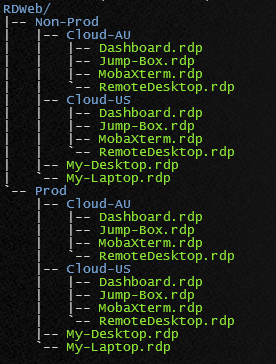 RDWeb/
|-- Non-Prod
|   |-- Cloud-AU
|   |   |-- Dashboard.rdp
|   |   |-- Jump-Box.rdp
|   |   |-- MobaXterm.rdp
|   |   `-- RemoteDesktop.rdp
|   |-- Cloud-US
|   |   |-- Dashboard.rdp
|   |   |-- Jump-Box.rdp
|   |   |-- MobaXterm.rdp
|   |   `-- RemoteDesktop.rdp
|   |-- My-Desktop.rdp
|   `-- My-Laptop.rdp
`-- Prod
    |-- Cloud-AU
    |   |-- Dashboard.rdp
    |   |-- Jump-Box.rdp
    |   |-- MobaXterm.rdp
    |   `-- RemoteDesktop.rdp
    |-- Cloud-US
    |   |-- Dashboard.rdp
    |   |-- Jump-Box.rdp
    |   |-- MobaXterm.rdp
    |   `-- RemoteDesktop.rdp
    |-- My-Desktop.rdp
    `-- My-Laptop.rdp